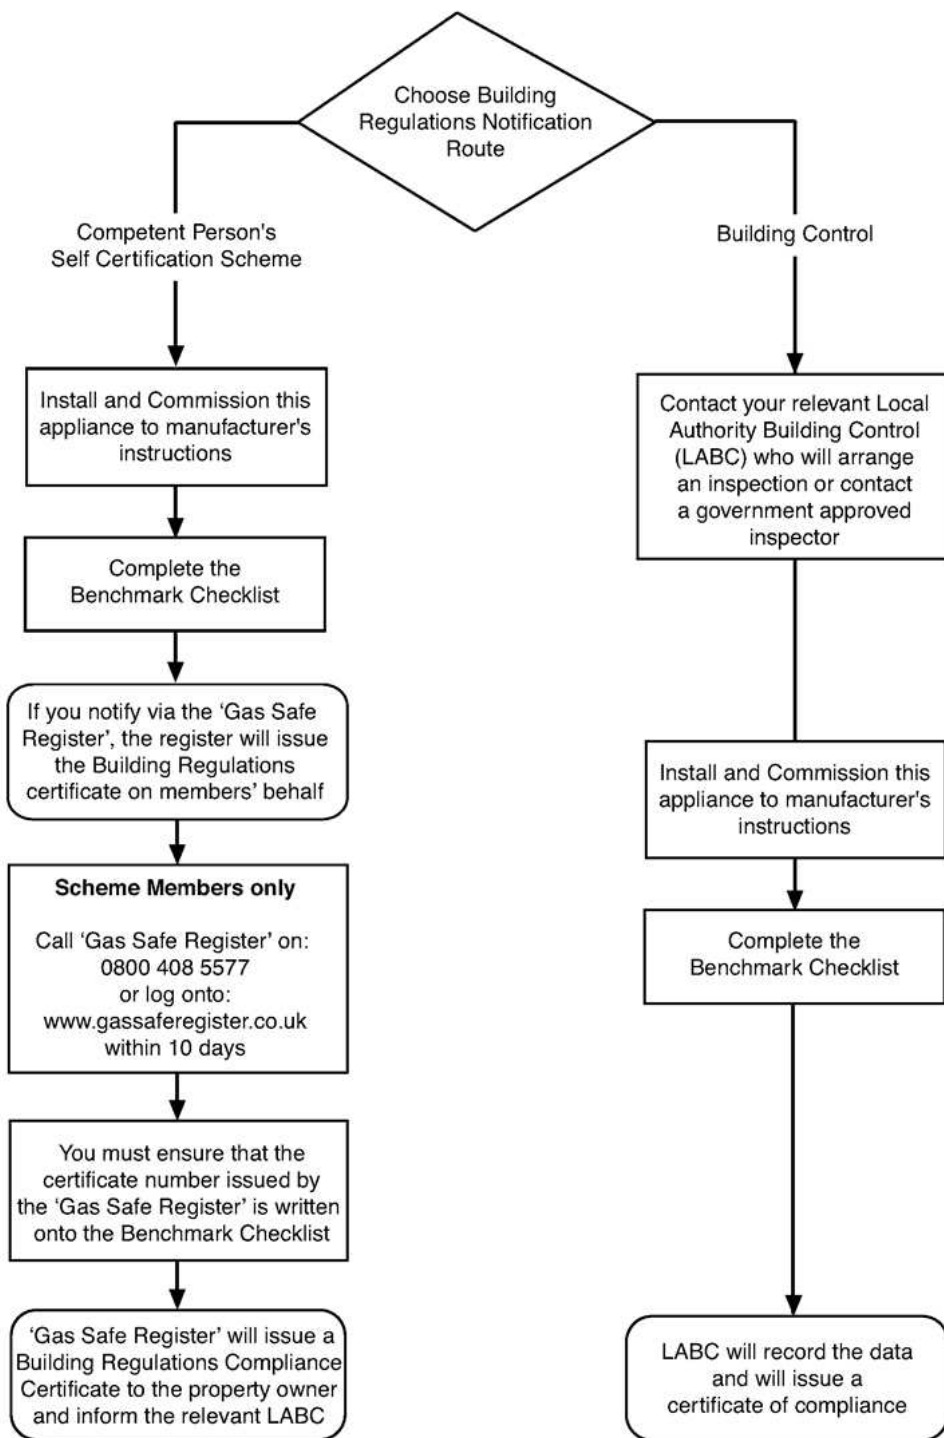 Choose Building
Regulations Notification
Route
Competent Person's
Self Certification Scheme
Install and Commission this
appliance to manufacturer's
instructions
Complete the
Benchmark Checklist
If you notify via the ‘Gas Safe
Register’, the register will issue
the Building Regulations
certificate on members’ behalf
Scheme Members only
Call ‘Gas Safe Register’ on:
0800 408 5577
or log onto:
www.gassaferegister.co.uk
within 10 days
You must ensure that the
certificate number issued by
the ‘Gas Safe Register’ is written
onto the Benchmark Checklist
‘Gas Safe Register’ will issue a
Building Regulations Compliance
Certificate to the property owner
and inform the relevant LABC
Building Control
Contact your relevant Local
Authority Building Control
(LABC) who will arrange
an inspection or contact
a government approved
inspector
Install and Commission this
appliance to manufacturer's
instructions
Complete the
Benchmark Checklist
LABC will record the data
and will issue a
certificate of compliance